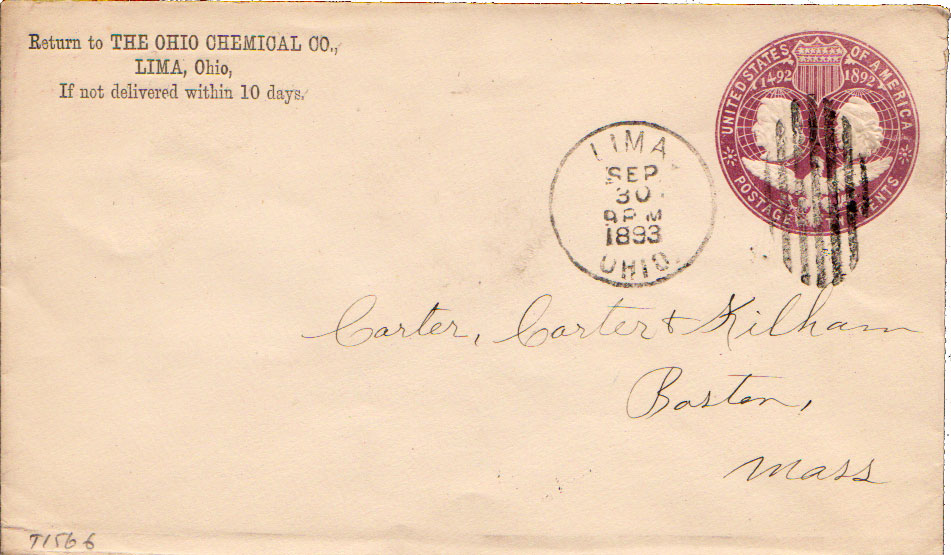 Return to THE OHIO CHEMICAL CO.,
LIMA, Ohio,
If not delivered within 10 days.
UNITED STATES OF AMERICA
1492 1892
POSTAGE
LIMA
SEP
30
PM
1893
OHIO.
Carter, Carter & Kilham
Boston,
Mass
T1566